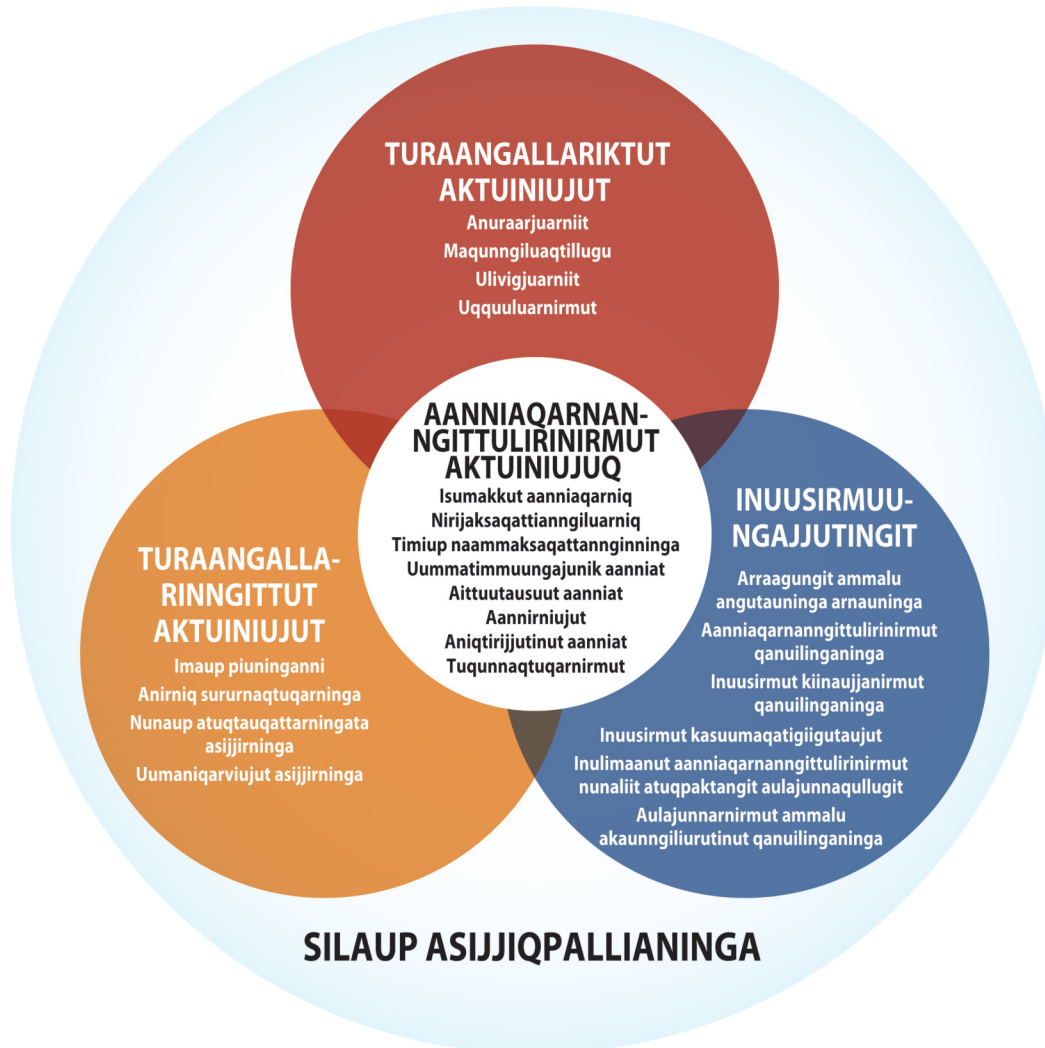 TURAANGALLARIKTUT
AKTUINIUJUT
Anuraarjuarniit
Maqunngiluaqtillugu
Ulivigjuarniit
Uqquuluarnirmut
AANNIAQARNAN-
NGITTULIRINIRMUT
AKTUINIUJUQ
Isumakkut aanniaqarniq
Nirijaksaqattianngiluarniq
Timiup naammaksaqattannginninga
Uummatimmuungajunik aanniat
Aittuutausuut aanniat
Aannirniujut
Aniqtirijjutinut aanniat
Tuqunnaqtuqarnirmut
TURAANGALLA-
RINNGITTUT
AKTUINIUJUT
Imaup piuninganni
Anirniq sururnaqtuqarninga
Nunaup atuqtauqattarningata
asijjirninga
Uumaniqarviujut asijjirninga
INUUSIRMUU-
NGAJJUTINGIT
Arraagungit ammalu
angutauninga arnauninga
Aanniaqarnanngittulirinirmut
qanuilinganinga
Inuusirmut kiinaujjanirmut
qanuilinganinga
Inuusirmut kasuumaqatigiigutaujut
Inulimaanut aanniaqarnanngittulirinirmut
nunaliit atuqpaktangit aulajunnaqullugit
Aulajunnarnirmut ammalu
akaunngiliurutinut qanuilinganinga
SILAUP ASIJJIQPALLIANINGA